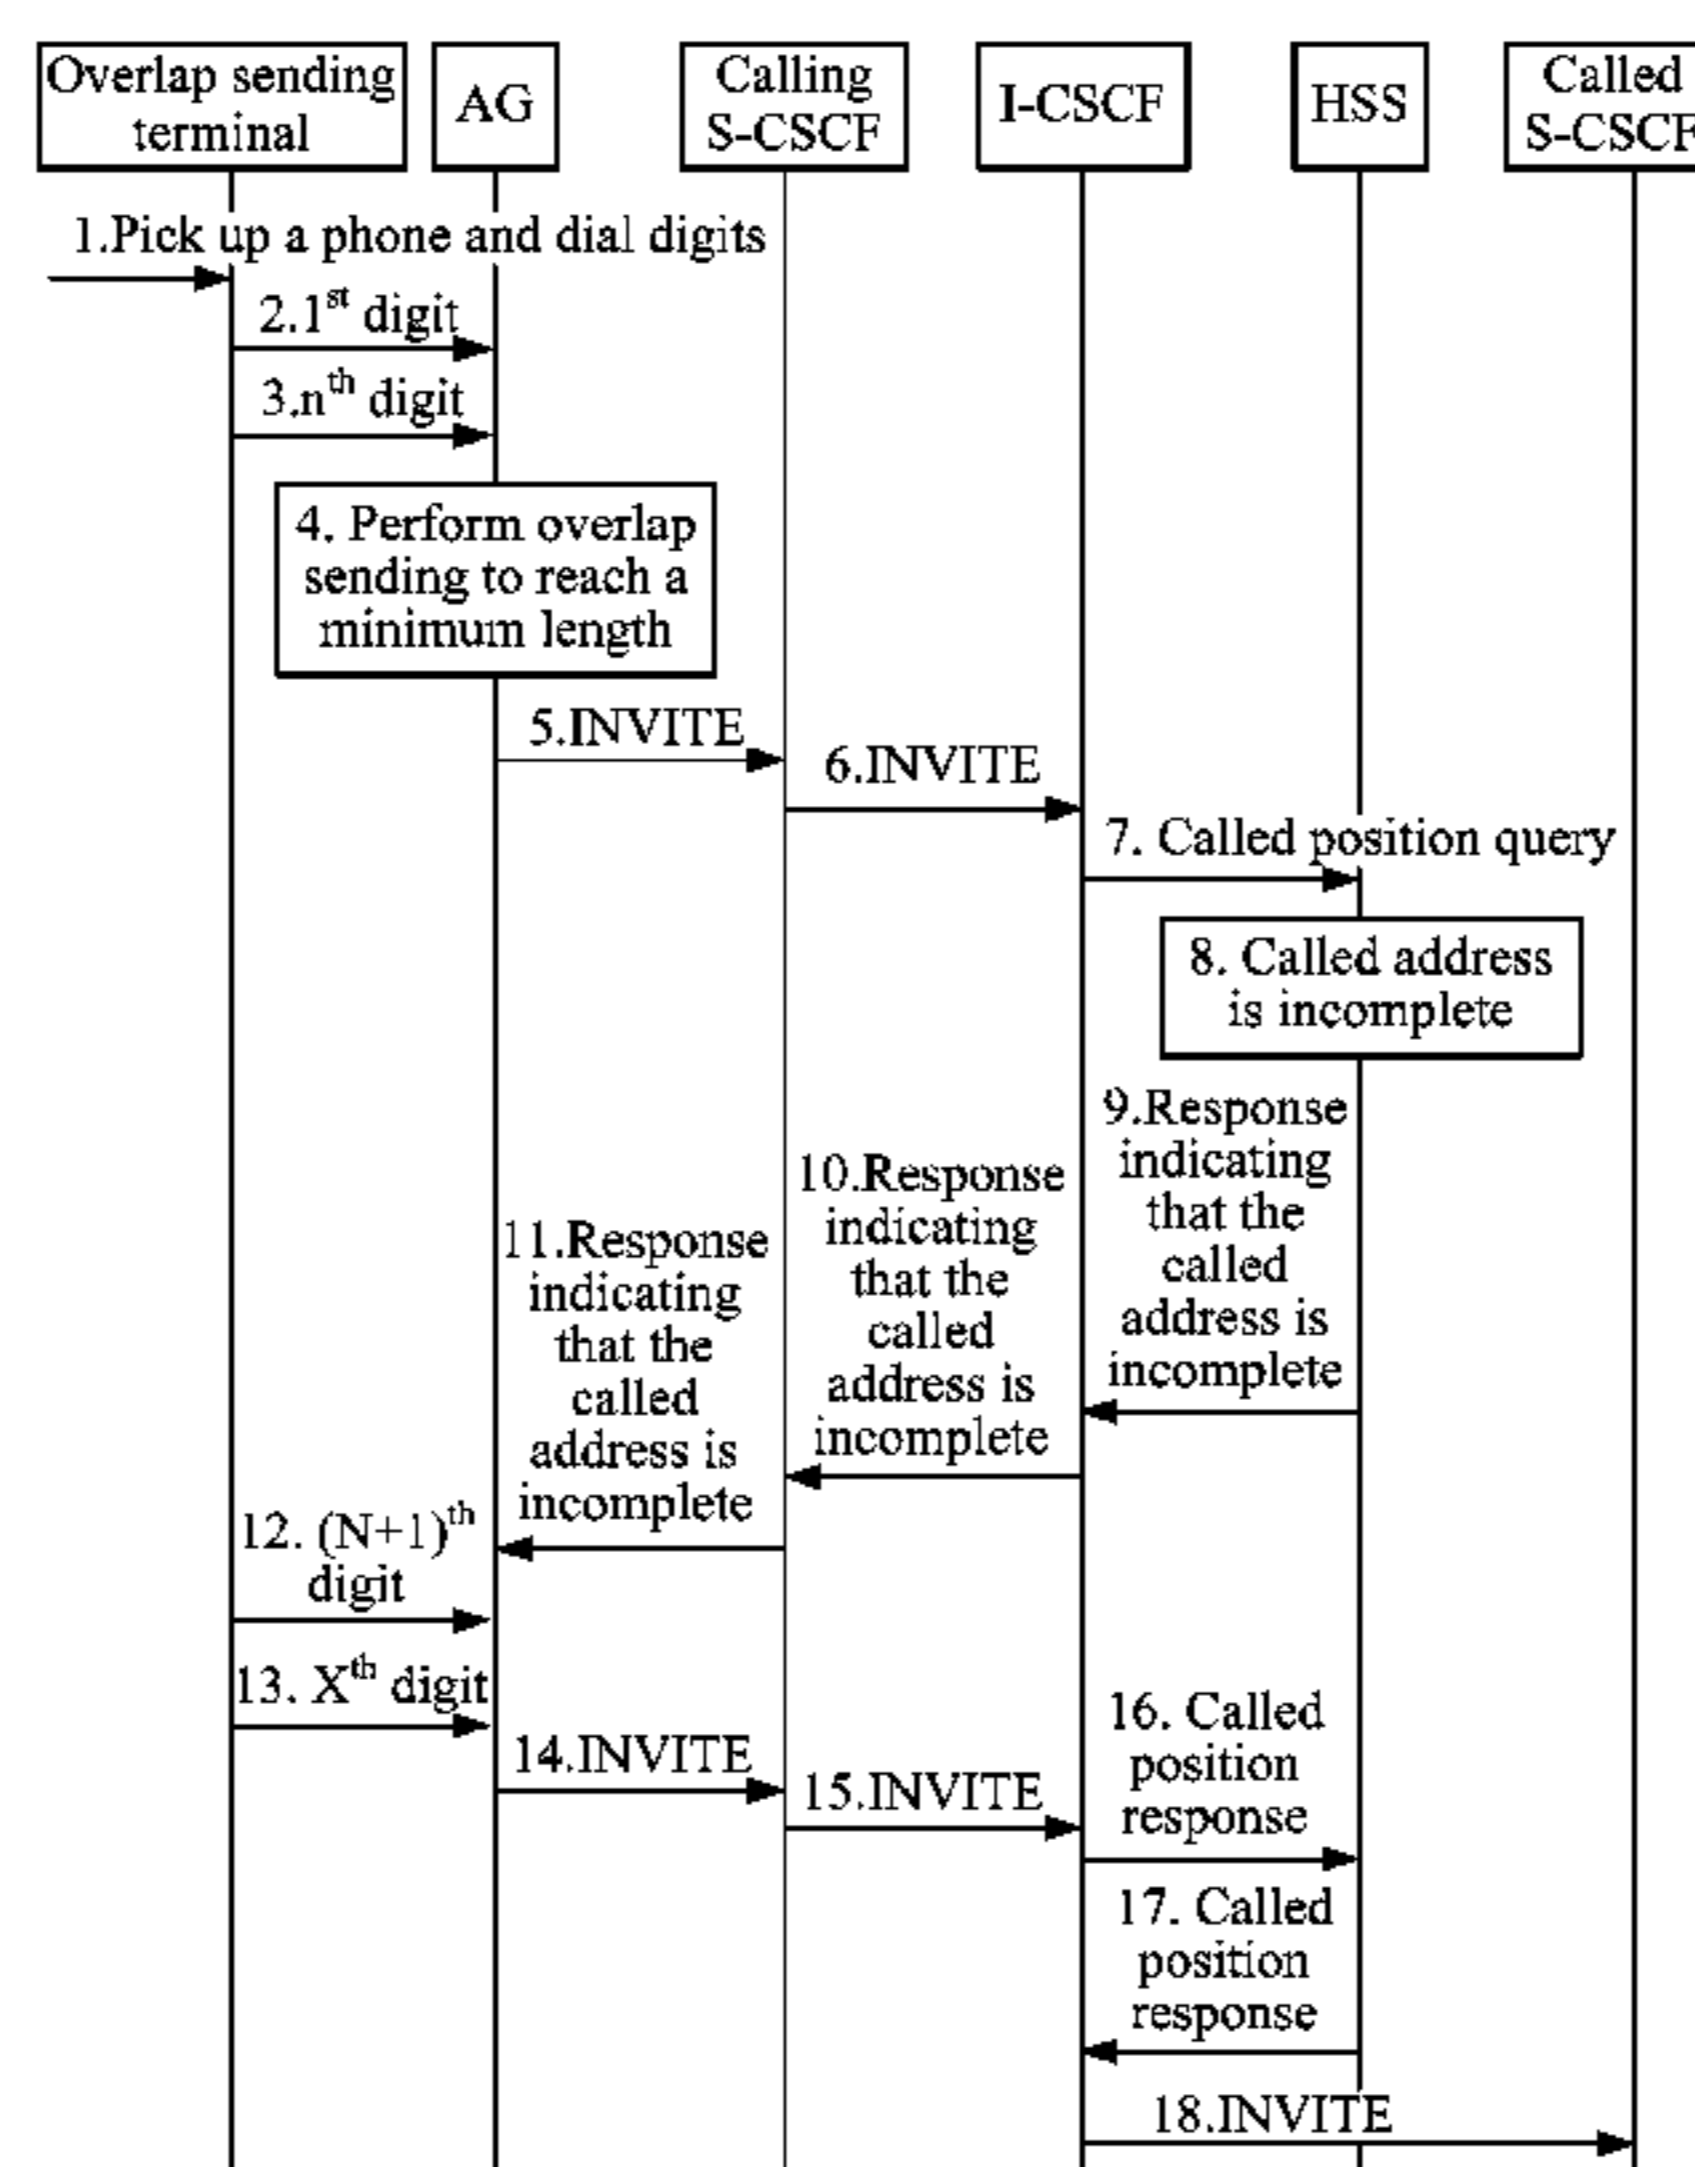 Overlap sending
terminal
AG
Calling
S-CSCF
I-CSCF
HSS
Called
S-CSCF
1.Pick up a phone and dial digits
2.1st digit
3.nth digit
4. Perform overlap
sending to reach a
minimum length
5.INVITE
6.INVITE
7. Called position query
8. Called address
is incomplete
9.Response
indicating
that the
called
address is
incomplete
10.Response
indicating
that the
called
address is
incomplete
11.Response
indicating
that the
called
address is
incomplete
12. (N+1)th
digit
13. Xth digit
14.INVITE
15.INVITE
16. Called
position
response
17. Called
position
response
18.INVITE